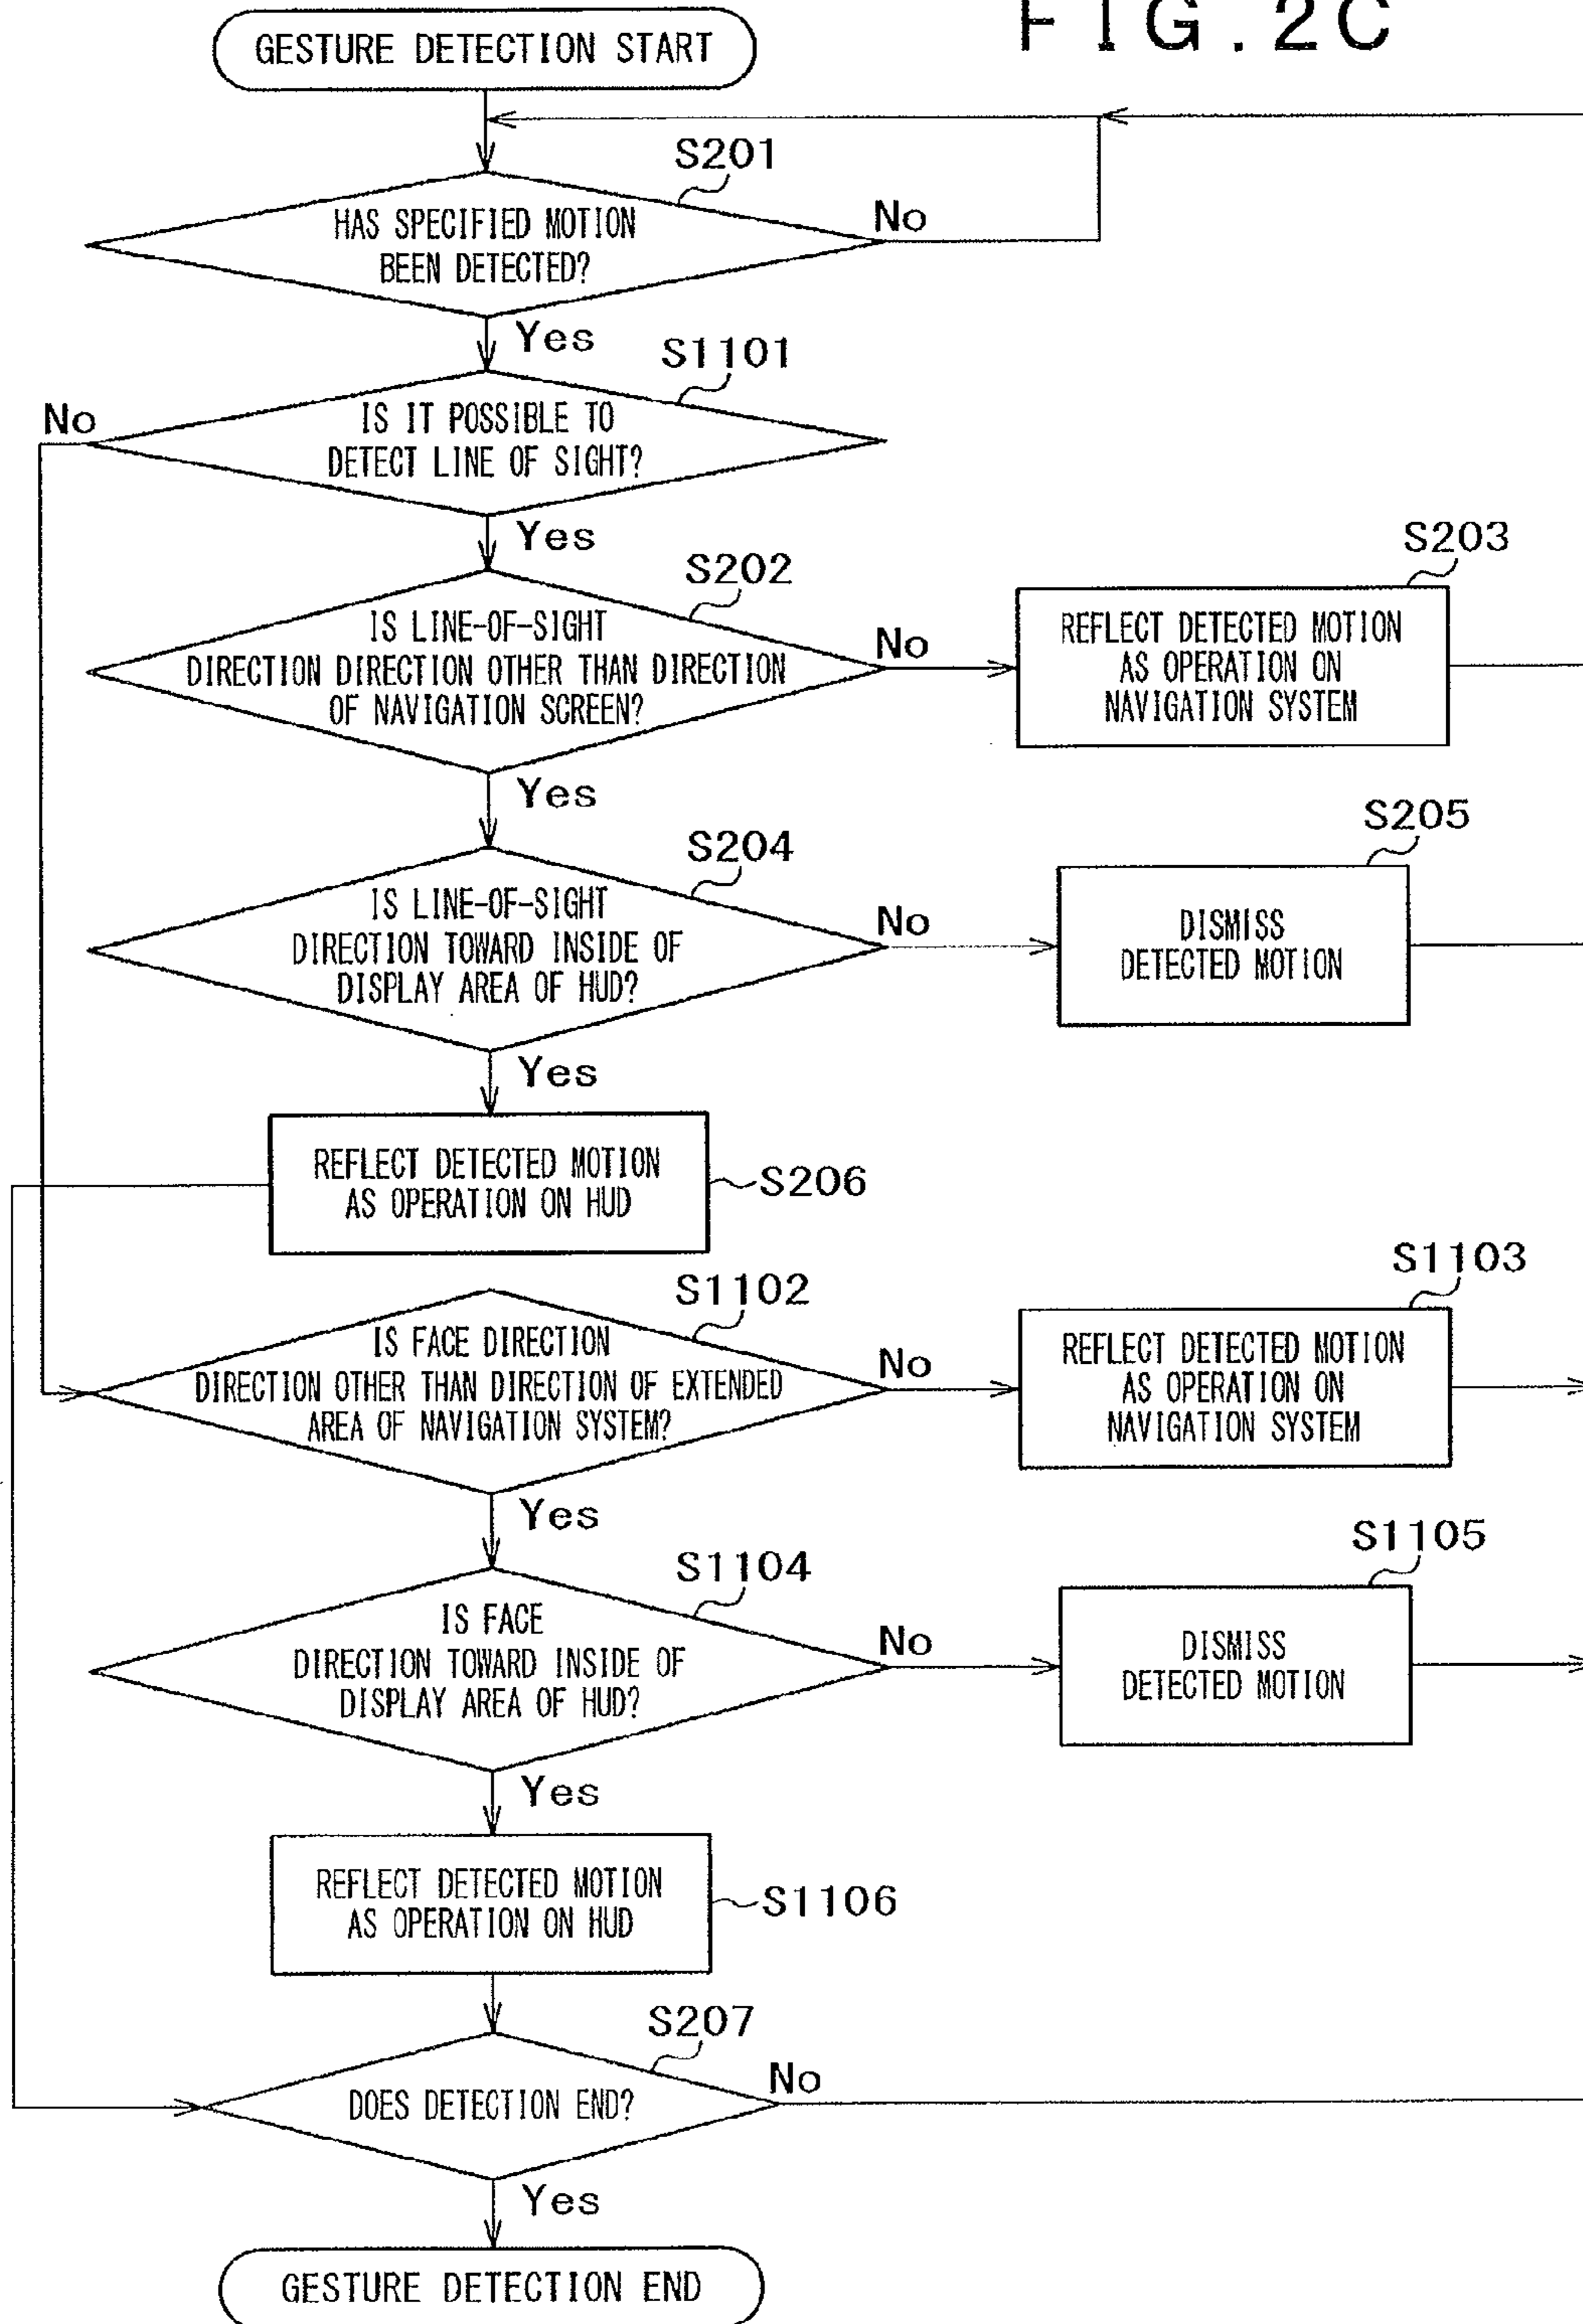 FIG.2C
GESTURE DETECTION START
S201
HAS SPECIFIED MOTION
BEEN DETECTED?
No
Yes
S1101
IS IT POSSIBLE TO
DETECT LINE OF SIGHT?
No
Yes
S202
IS LINE-OF-SIGHT
DIRECTION DIRECTION OTHER THAN DIRECTION
OF NAVIGATION SCREEN?
No
S203
REFLECT DETECTED MOTION
AS OPERATION ON
NAVIGATION SYSTEM
Yes
S204
IS LINE-OF-SIGHT
DIRECTION TOWARD INSIDE OF
DISPLAY AREA OF HUD?
No
S205
DISMISS
DETECTED MOTION
Yes
REFLECT DETECTED MOTION
AS OPERATION ON HUD
S206
S1102
IS FACE DIRECTION
DIRECTION OTHER THAN DIRECTION OF EXTENDED
AREA OF NAVIGATION SYSTEM?
No
S1103
REFLECT DETECTED MOTION
AS OPERATION ON
NAVIGATION SYSTEM
Yes
S1104
IS FACE
DIRECTION TOWARD INSIDE OF
DISPLAY AREA OF HUD?
No
S1105
DISMISS
DETECTED MOTION
Yes
REFLECT DETECTED MOTION
AS OPERATION ON HUD
S1106
S207
DOES DETECTION END?
No
Yes
GESTURE DETECTION END